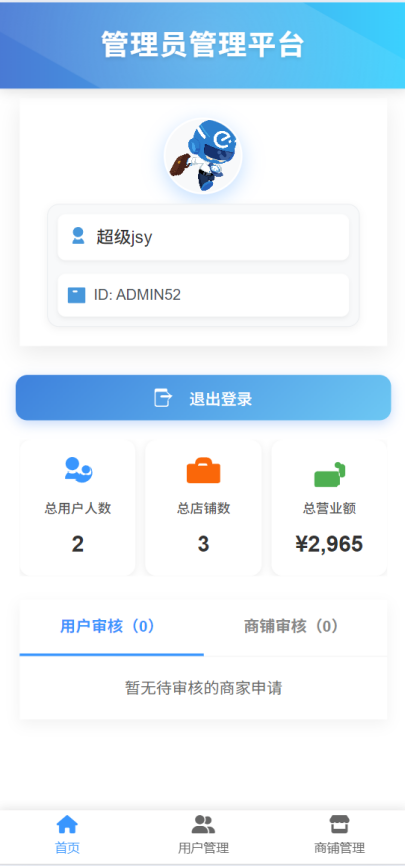 管理员管理平台
超级jsy
ID: ADMIN52
退出登录
总用户人数
总店铺数
总营业额
2
3
¥2,965
用户审核（0）
商铺审核（0）
暂无待审核的商家申请
首页
用户管理
商铺管理